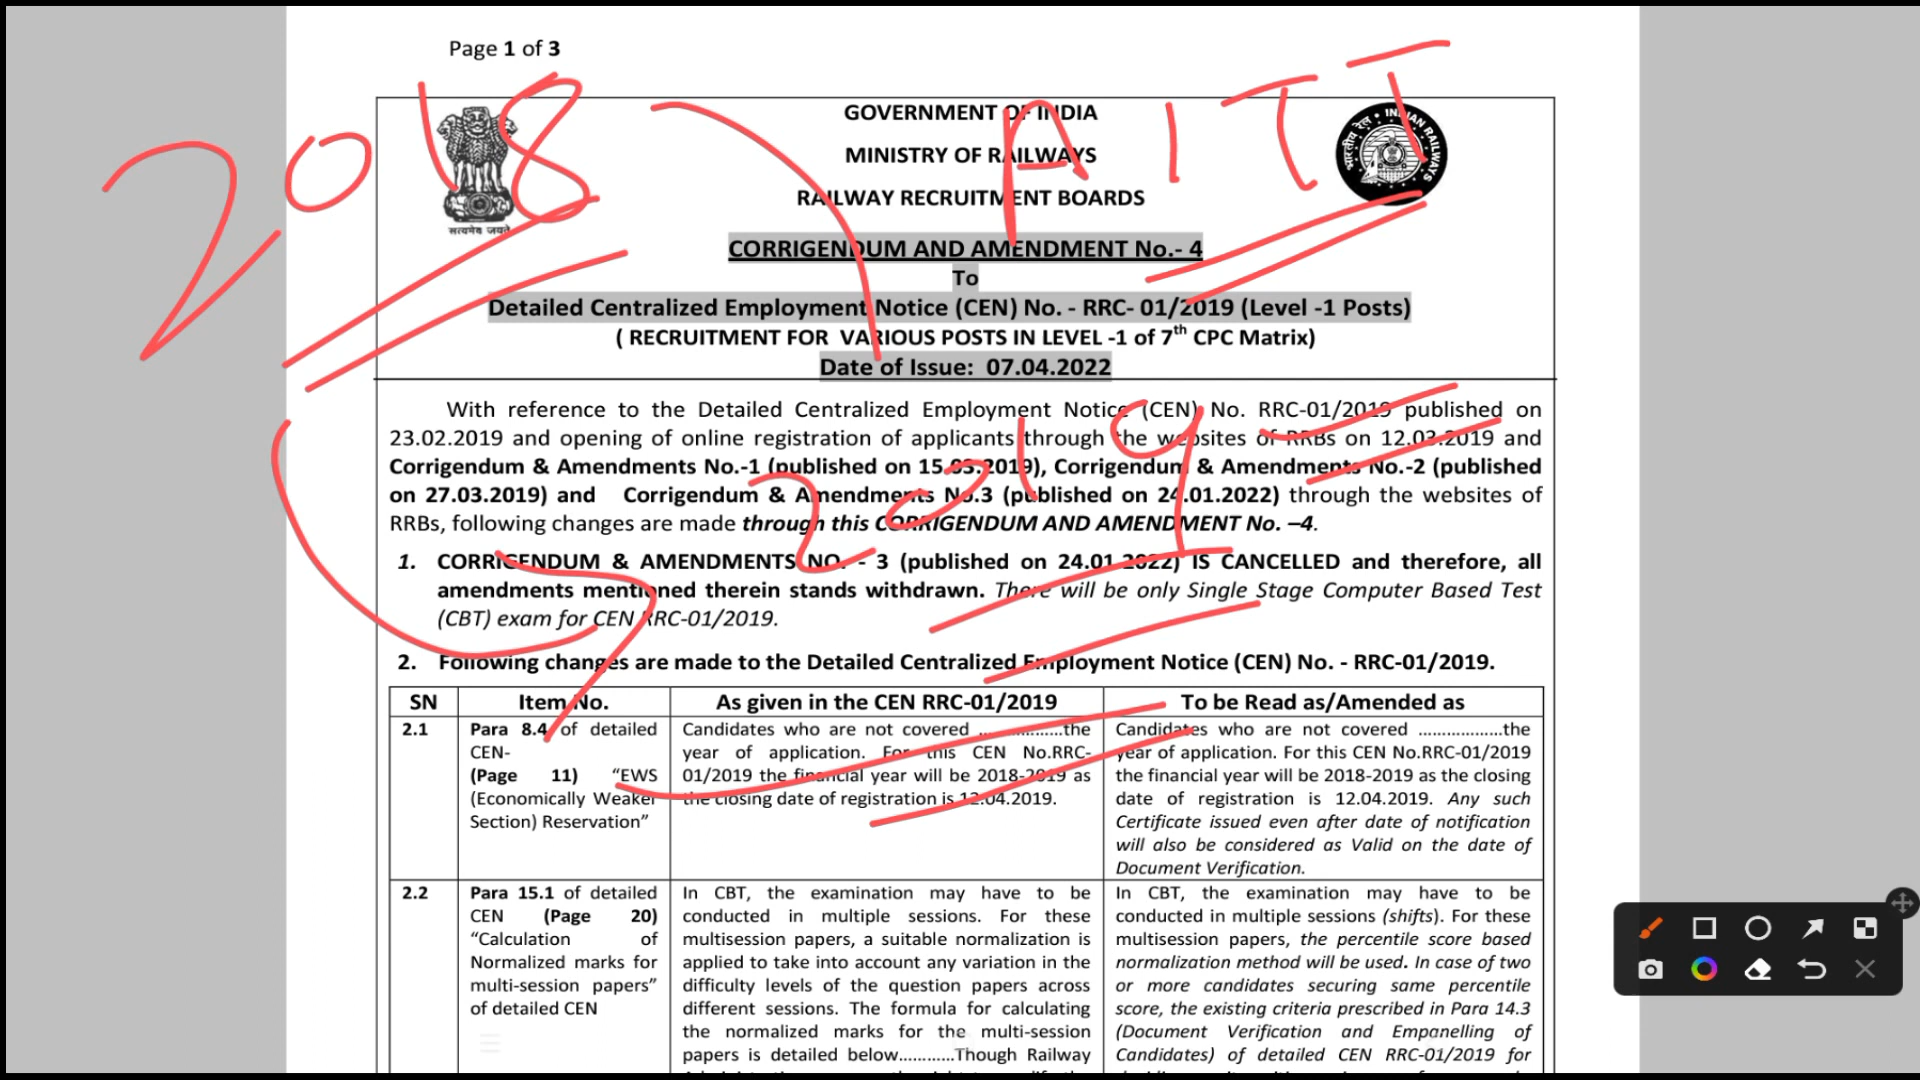 Page 1 of 3
2018
AITT
GOVERNMENT OF INDIA
MINISTRY OF RAILWAYS
RAILWAY RECRUITMENT BOARDS
सत्यमेव जयते
भारतीय रेल • INDIAN RAILWAYS
CORRIGENDUM AND AMENDMENT No.- 4
To
Detailed Centralized Employment Notice (CEN) No. - RRC- 01/2019 (Level -1 Posts)
( RECRUITMENT FOR VARIOUS POSTS IN LEVEL -1 of 7th CPC Matrix)
Date of Issue: 07.04.2022
With reference to the Detailed Centralized Employment Notice (CEN) No. RRC-01/2019 published on
23.02.2019 and opening of online registration of applicants through the websites of RRBs on 12.03.2019 and
Corrigendum & Amendments No.-1 (published on 15.03.2019), Corrigendum & Amendments No.-2 (published
on 27.03.2019) and Corrigendum & Amendments No.3 (published on 24.01.2022) through the websites of
RRBs, following changes are made through this CORRIGENDUM AND AMENDMENT No. –4.
2019
1. CORRIGENDUM & AMENDMENTS NO. - 3 (published on 24.01.2022) IS CANCELLED and therefore, all
amendments mentioned therein stands withdrawn. There will be only Single Stage Computer Based Test
(CBT) exam for CEN RRC-01/2019.
2. Following changes are made to the Detailed Centralized Employment Notice (CEN) No. - RRC-01/2019.
SN Item No. As given in the CEN RRC-01/2019 To be Read as/Amended as
2.1
Para 8.4 of detailed
CEN-
(Page 11) “EWS
(Economically Weaker
Section) Reservation”
Candidates who are not covered ………………the
year of application. For this CEN No.RRC-
01/2019 the financial year will be 2018-2019 as
the closing date of registration is 12.04.2019.
Candidates who are not covered ………………the
year of application. For this CEN No.RRC-01/2019
the financial year will be 2018-2019 as the closing
date of registration is 12.04.2019. Any such
Certificate issued even after date of notification
will also be considered as Valid on the date of
Document Verification.
2.2
Para 15.1 of detailed
CEN (Page 20)
“Calculation of
Normalized marks for
multi-session papers”
of detailed CEN
In CBT, the examination may have to be
conducted in multiple sessions. For these
multisession papers, a suitable normalization is
applied to take into account any variation in the
difficulty levels of the question papers across
different sessions. The formula for calculating
the normalized marks for the multi-session
papers is detailed below…………Though Railway
In CBT, the examination may have to be
conducted in multiple sessions (shifts). For these
multisession papers, the percentile score based
normalization method will be used. In case of two
or more candidates securing same percentile
score, the existing criteria prescribed in Para 14.3
(Document Verification and Empanelling of
Candidates) of detailed CEN RRC-01/2019 for